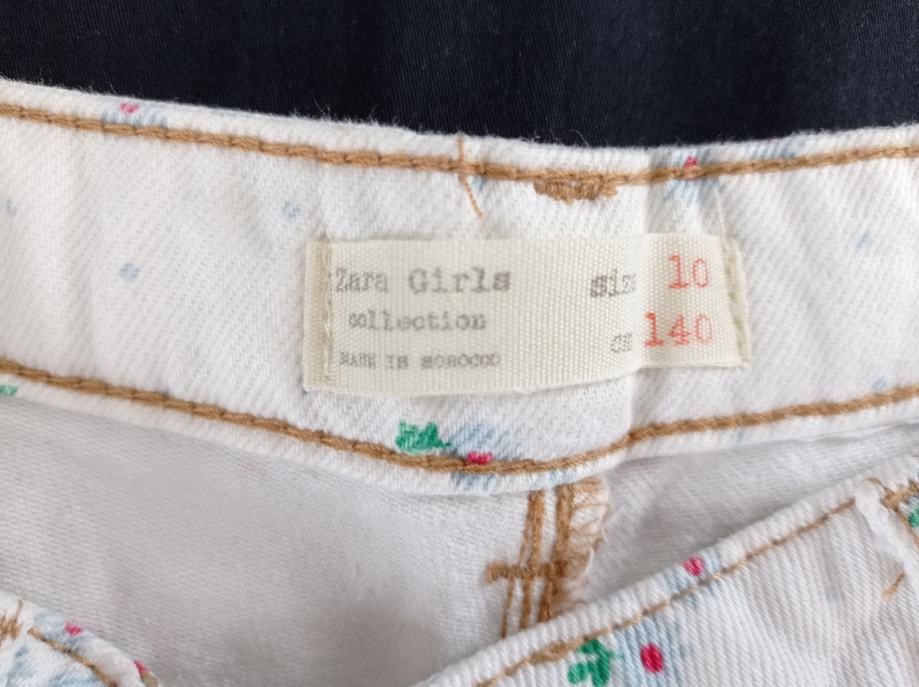 Zara Girls size 10
collection cm 140
MADE IN MOROCCO